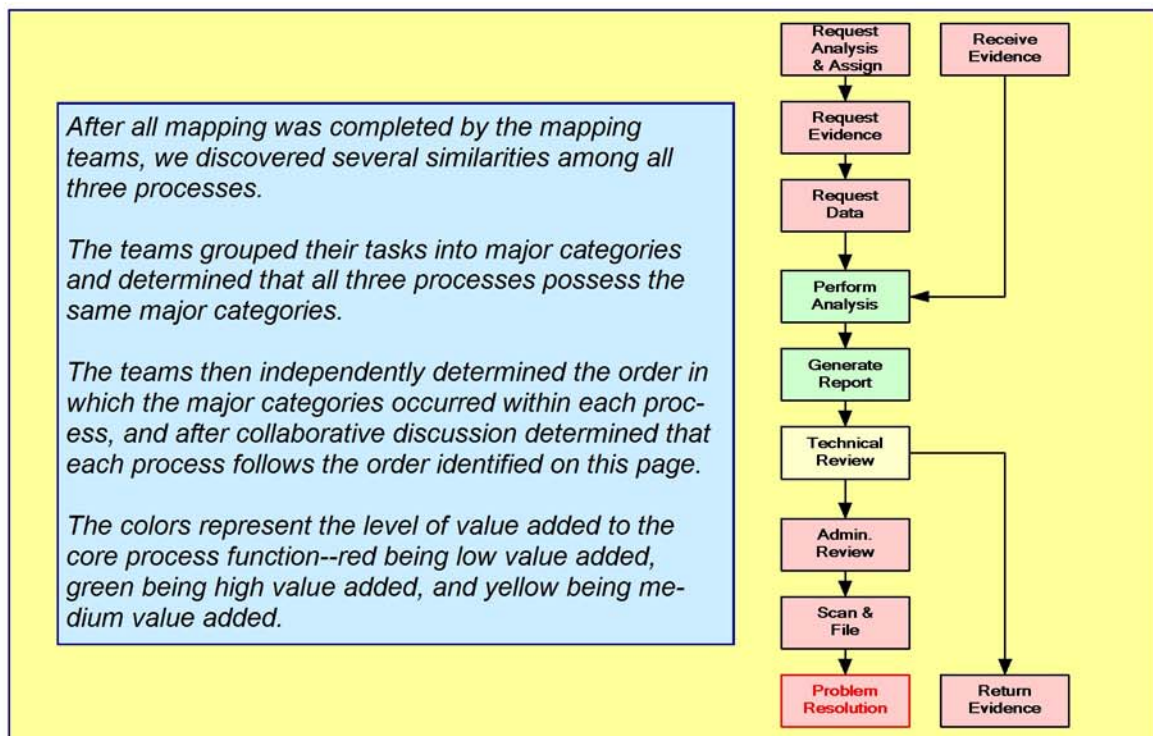 After all mapping was completed by the mapping
teams, we discovered several similarities among all
three processes.
The teams grouped their tasks into major categories
and determined that all three processes possess the
same major categories.
The teams then independently determined the order in
which the major categories occurred within each proc-
ess, and after collaborative discussion determined that
each process follows the order identified on this page.
The colors represent the level of value added to the
core process function--red being low value added,
green being high value added, and yellow being me-
dium value added.
Request
Analysis
& Assign
Receive
Evidence
Request
Evidence
Request
Data
Perform
Analysis
Generate
Report
Technical
Review
Admin.
Review
Scan &
File
Problem
Resolution
Return
Evidence